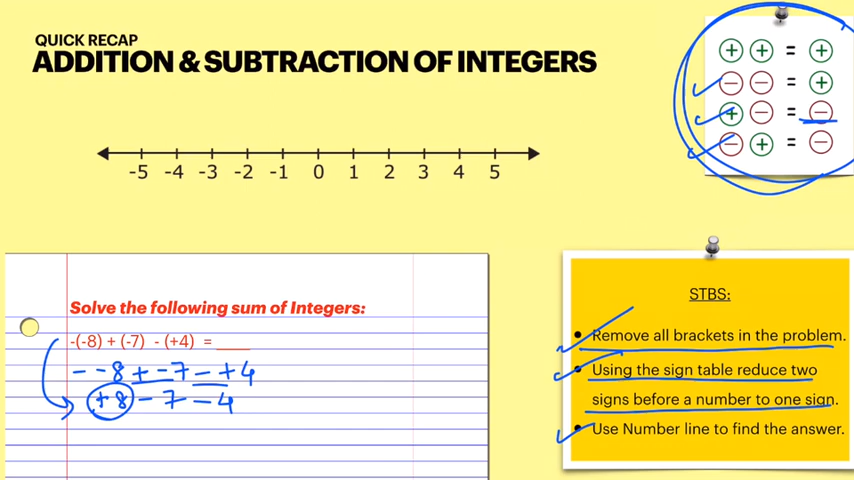 QUICK RECAP
ADDITION & SUBTRACTION OF INTEGERS
+ + = +
− − = +
+ − = −
− + = −
-5 -4 -3 -2 -1 0 1 2 3 4 5
Solve the following sum of Integers:
-(-8) + (-7) - (+4) = ____
- - 8 + - 7 - + 4
+8 - 7 - 4
STBS:
• Remove all brackets in the problem.
• Using the sign table reduce two
signs before a number to one sign.
• Use Number line to find the answer.